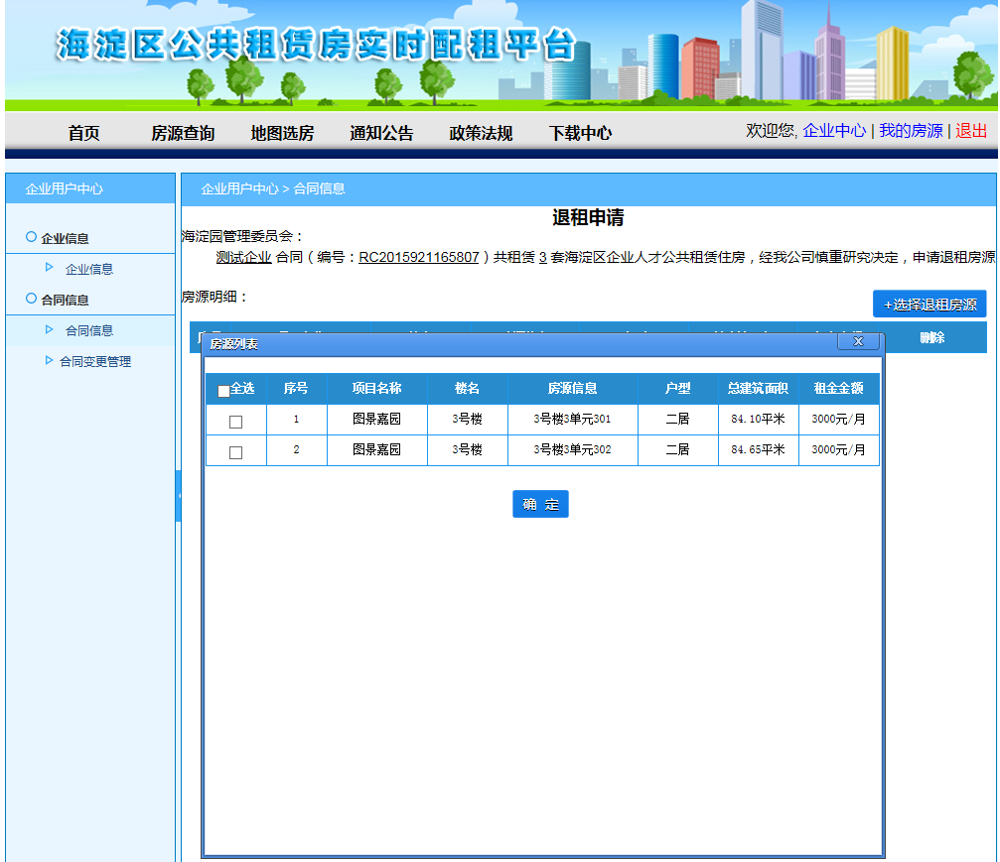 海淀区公共租赁房实时配租平台
首页 房源查询 地图选房 通知公告 政策法规 下载中心 欢迎您, 企业中心 | 我的房源 | 退出
企业用户中心
企业信息
企业信息
合同信息
合同信息
合同变更管理
企业用户中心 > 合同信息
退租申请
海淀园管理委员会：
测试企业 合同（编号：RC2015921165807）共租赁 3 套海淀区企业人才公共租赁住房，经我公司慎重研究决定，申请退租房源
房源明细：
+选择退租房源
删除
房源列表 X
全选 序号 项目名称 楼名 房源信息 户型 总建筑面积 租金金额
1 图景嘉园 3号楼 3号楼3单元301 二居 84.10平米 3000元/月
2 图景嘉园 3号楼 3号楼3单元302 二居 84.65平米 3000元/月
确 定